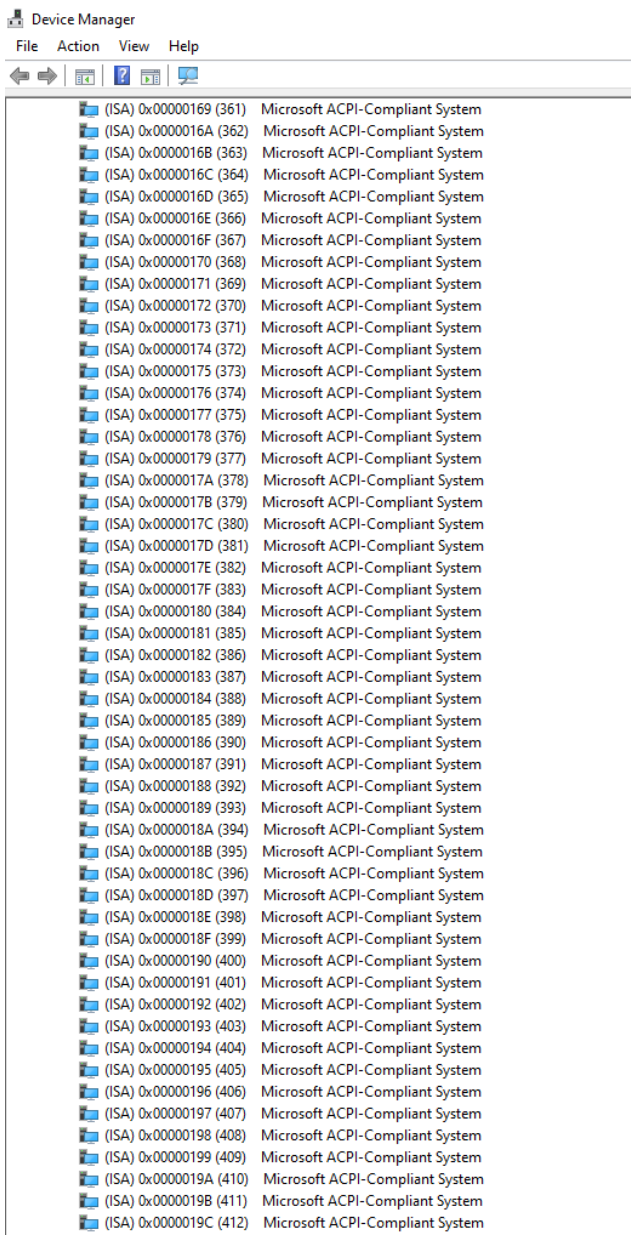 Device Manager
File Action View Help
(ISA) 0x00000169 (361) Microsoft ACPI-Compliant System
(ISA) 0x0000016A (362) Microsoft ACPI-Compliant System
(ISA) 0x0000016B (363) Microsoft ACPI-Compliant System
(ISA) 0x0000016C (364) Microsoft ACPI-Compliant System
(ISA) 0x0000016D (365) Microsoft ACPI-Compliant System
(ISA) 0x0000016E (366) Microsoft ACPI-Compliant System
(ISA) 0x0000016F (367) Microsoft ACPI-Compliant System
(ISA) 0x00000170 (368) Microsoft ACPI-Compliant System
(ISA) 0x00000171 (369) Microsoft ACPI-Compliant System
(ISA) 0x00000172 (370) Microsoft ACPI-Compliant System
(ISA) 0x00000173 (371) Microsoft ACPI-Compliant System
(ISA) 0x00000174 (372) Microsoft ACPI-Compliant System
(ISA) 0x00000175 (373) Microsoft ACPI-Compliant System
(ISA) 0x00000176 (374) Microsoft ACPI-Compliant System
(ISA) 0x00000177 (375) Microsoft ACPI-Compliant System
(ISA) 0x00000178 (376) Microsoft ACPI-Compliant System
(ISA) 0x00000179 (377) Microsoft ACPI-Compliant System
(ISA) 0x0000017A (378) Microsoft ACPI-Compliant System
(ISA) 0x0000017B (379) Microsoft ACPI-Compliant System
(ISA) 0x0000017C (380) Microsoft ACPI-Compliant System
(ISA) 0x0000017D (381) Microsoft ACPI-Compliant System
(ISA) 0x0000017E (382) Microsoft ACPI-Compliant System
(ISA) 0x0000017F (383) Microsoft ACPI-Compliant System
(ISA) 0x00000180 (384) Microsoft ACPI-Compliant System
(ISA) 0x00000181 (385) Microsoft ACPI-Compliant System
(ISA) 0x00000182 (386) Microsoft ACPI-Compliant System
(ISA) 0x00000183 (387) Microsoft ACPI-Compliant System
(ISA) 0x00000184 (388) Microsoft ACPI-Compliant System
(ISA) 0x00000185 (389) Microsoft ACPI-Compliant System
(ISA) 0x00000186 (390) Microsoft ACPI-Compliant System
(ISA) 0x00000187 (391) Microsoft ACPI-Compliant System
(ISA) 0x00000188 (392) Microsoft ACPI-Compliant System
(ISA) 0x00000189 (393) Microsoft ACPI-Compliant System
(ISA) 0x0000018A (394) Microsoft ACPI-Compliant System
(ISA) 0x0000018B (395) Microsoft ACPI-Compliant System
(ISA) 0x0000018C (396) Microsoft ACPI-Compliant System
(ISA) 0x0000018D (397) Microsoft ACPI-Compliant System
(ISA) 0x0000018E (398) Microsoft ACPI-Compliant System
(ISA) 0x0000018F (399) Microsoft ACPI-Compliant System
(ISA) 0x00000190 (400) Microsoft ACPI-Compliant System
(ISA) 0x00000191 (401) Microsoft ACPI-Compliant System
(ISA) 0x00000192 (402) Microsoft ACPI-Compliant System
(ISA) 0x00000193 (403) Microsoft ACPI-Compliant System
(ISA) 0x00000194 (404) Microsoft ACPI-Compliant System
(ISA) 0x00000195 (405) Microsoft ACPI-Compliant System
(ISA) 0x00000196 (406) Microsoft ACPI-Compliant System
(ISA) 0x00000197 (407) Microsoft ACPI-Compliant System
(ISA) 0x00000198 (408) Microsoft ACPI-Compliant System
(ISA) 0x00000199 (409) Microsoft ACPI-Compliant System
(ISA) 0x0000019A (410) Microsoft ACPI-Compliant System
(ISA) 0x0000019B (411) Microsoft ACPI-Compliant System
(ISA) 0x0000019C (412) Microsoft ACPI-Compliant System